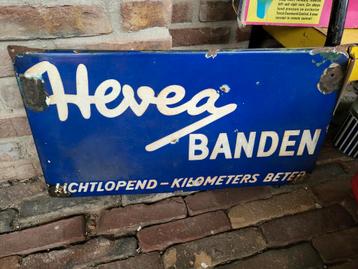 Hevea
BANDEN
LICHTLOPEND - KILOMETERS BETER